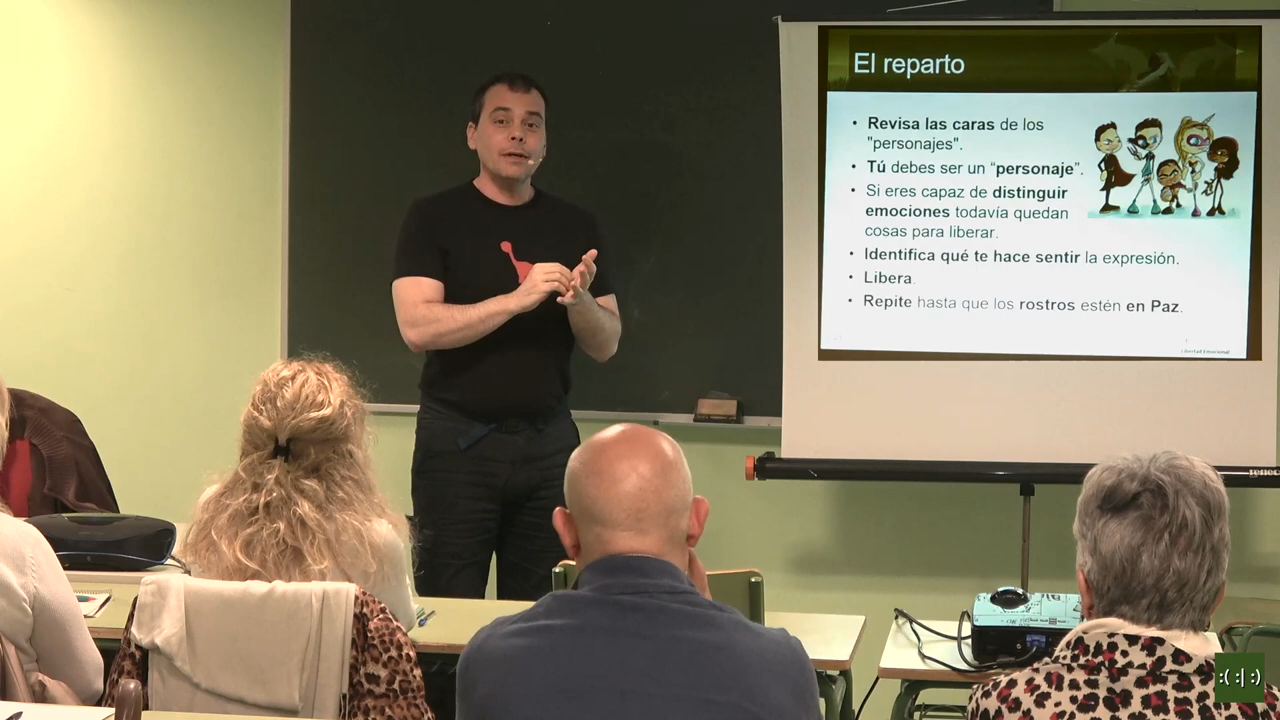 El reparto
• Revisa las caras de los
"personajes".
• Tú debes ser un “personaje”.
• Si eres capaz de distinguir
emociones todavía quedan
cosas para liberar.
• Identifica qué te hace sentir la expresión.
• Libera.
• Repite hasta que los rostros estén en Paz.
Libertad Emocional
:( :| :)